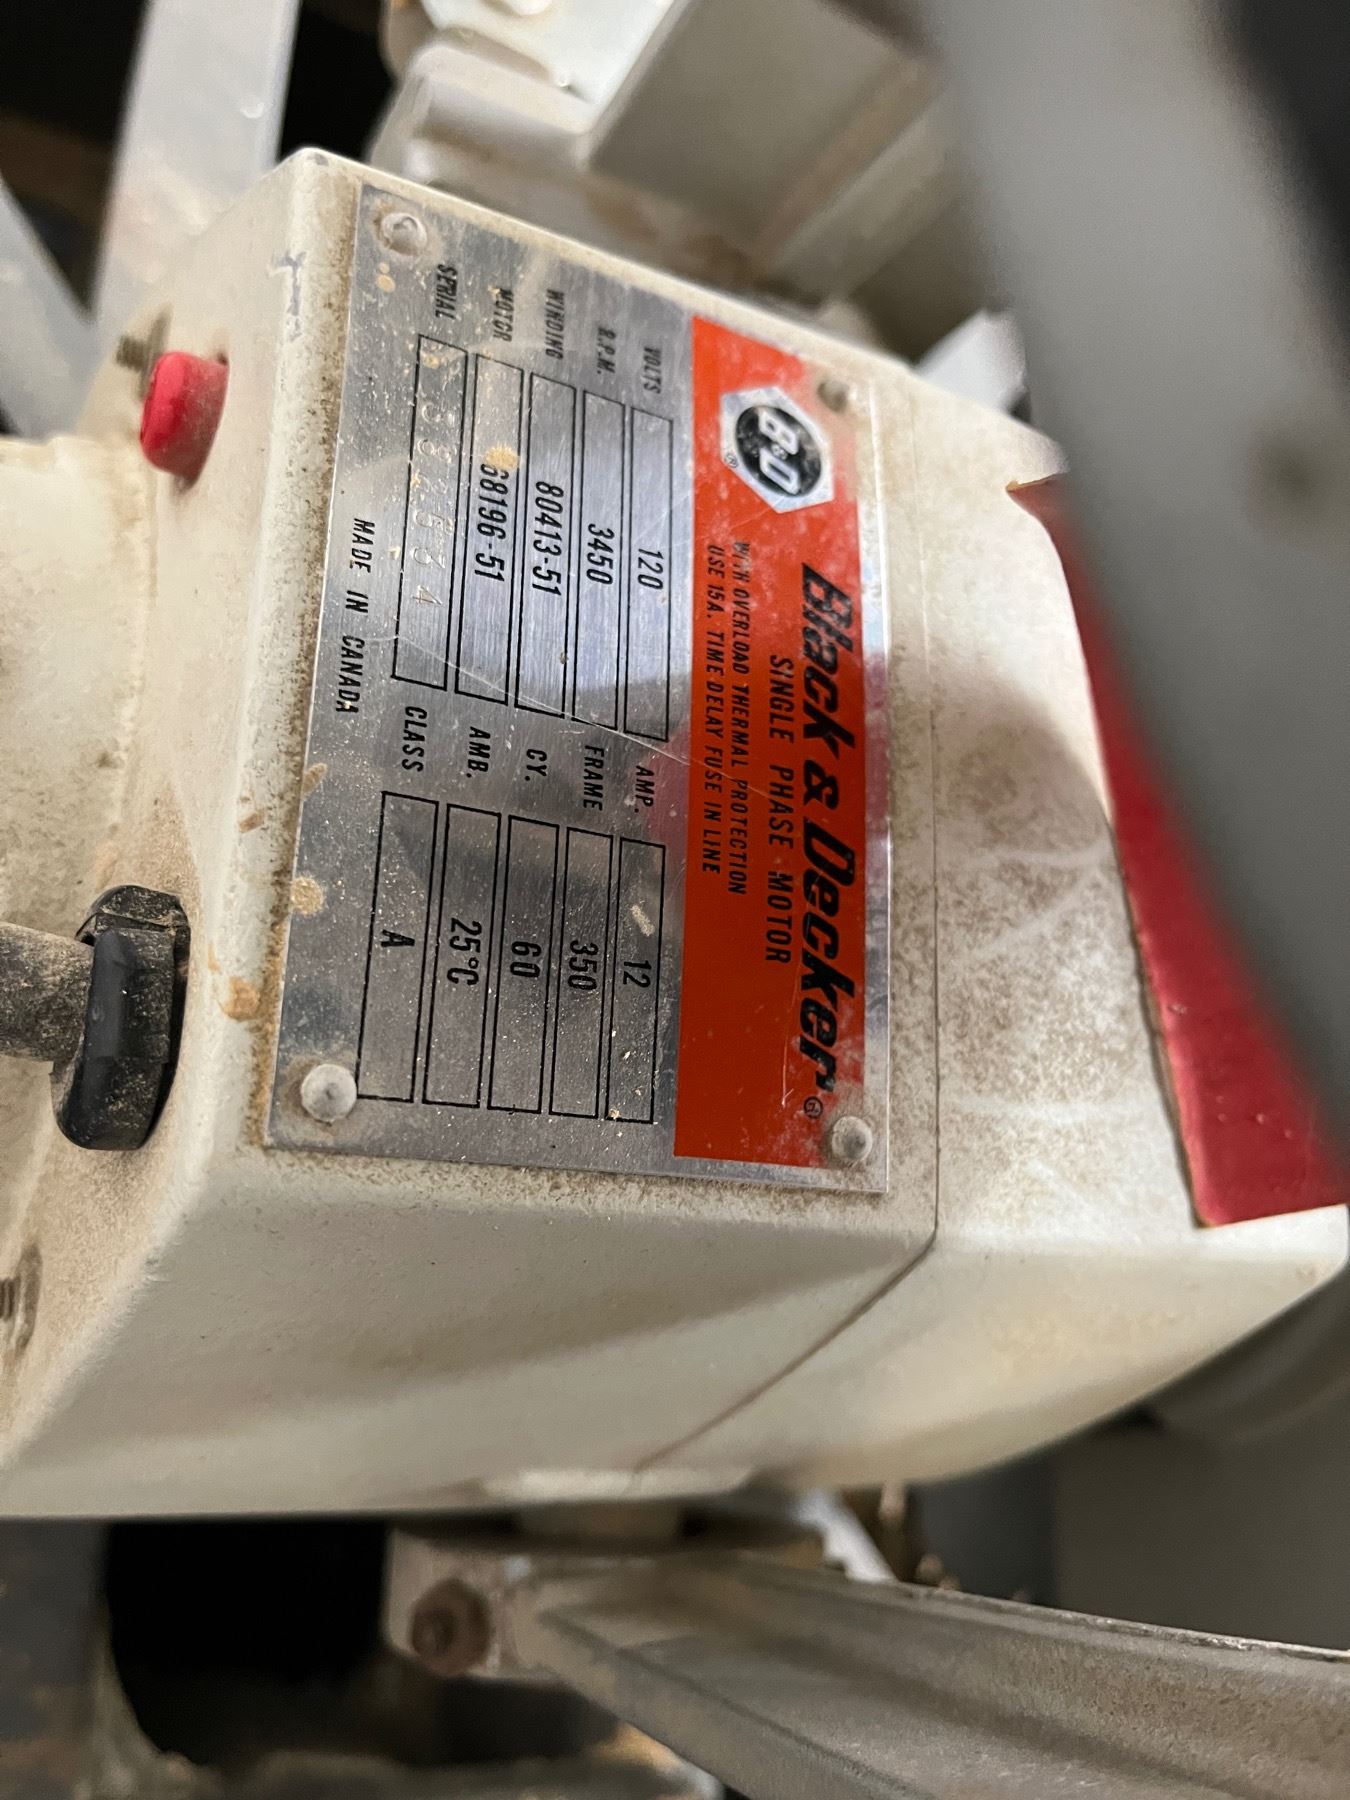 B&D ®
Black & Decker ®
SINGLE PHASE MOTOR
WITH OVERLOAD THERMAL PROTECTION
USE 15A. TIME DELAY FUSE IN LINE
VOLTS 120 AMP. 12
R.P.M. 3450 FRAME 350
WINDING 80413-51 CY. 60
MOTOR 68196-51 AMB. 25°C
SERIAL CLASS A
MADE IN CANADA